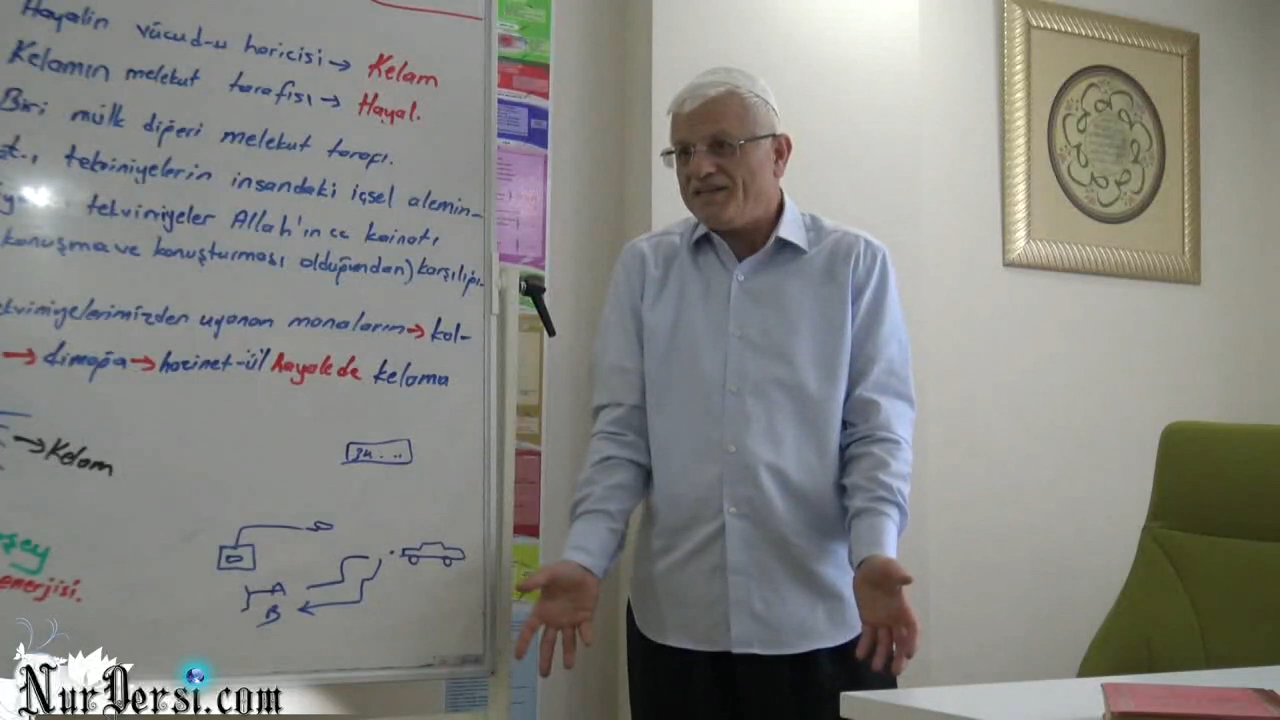 Hayalin vücud-u haricisi → Kelam
Kelamın melekut tarafısı → Hayal.
Biri mülk diğeri melekut tarafı.
tekviniyelerin insandaki içsel alemin-
tekviniyeler Allah'ın cc kainatı
konuşma ve konuşturması olduğundan) karşılığı.
uyanan manaların → kal-
→ dimağa → hazinet-ül hayalde kelama
→ Kelam
enerjisi.
A
B
NurDersi.com